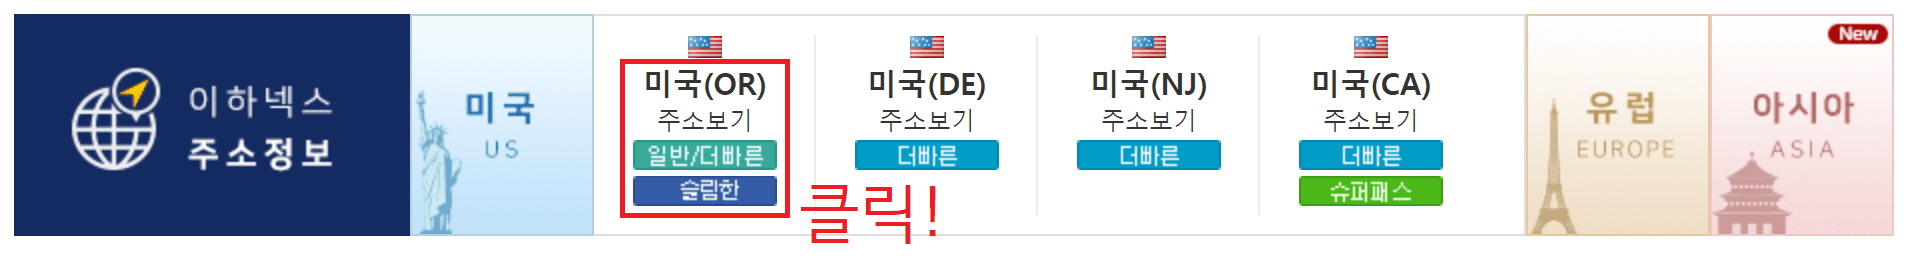 이하넥스
주소정보
미국
US
미국(OR)
주소보기
일반/더빠른
슬림한
클릭!
미국(DE)
주소보기
더빠른
미국(NJ)
주소보기
더빠른
미국(CA)
주소보기
더빠른
슈퍼패스
유럽
EUROPE
New
아시아
ASIA